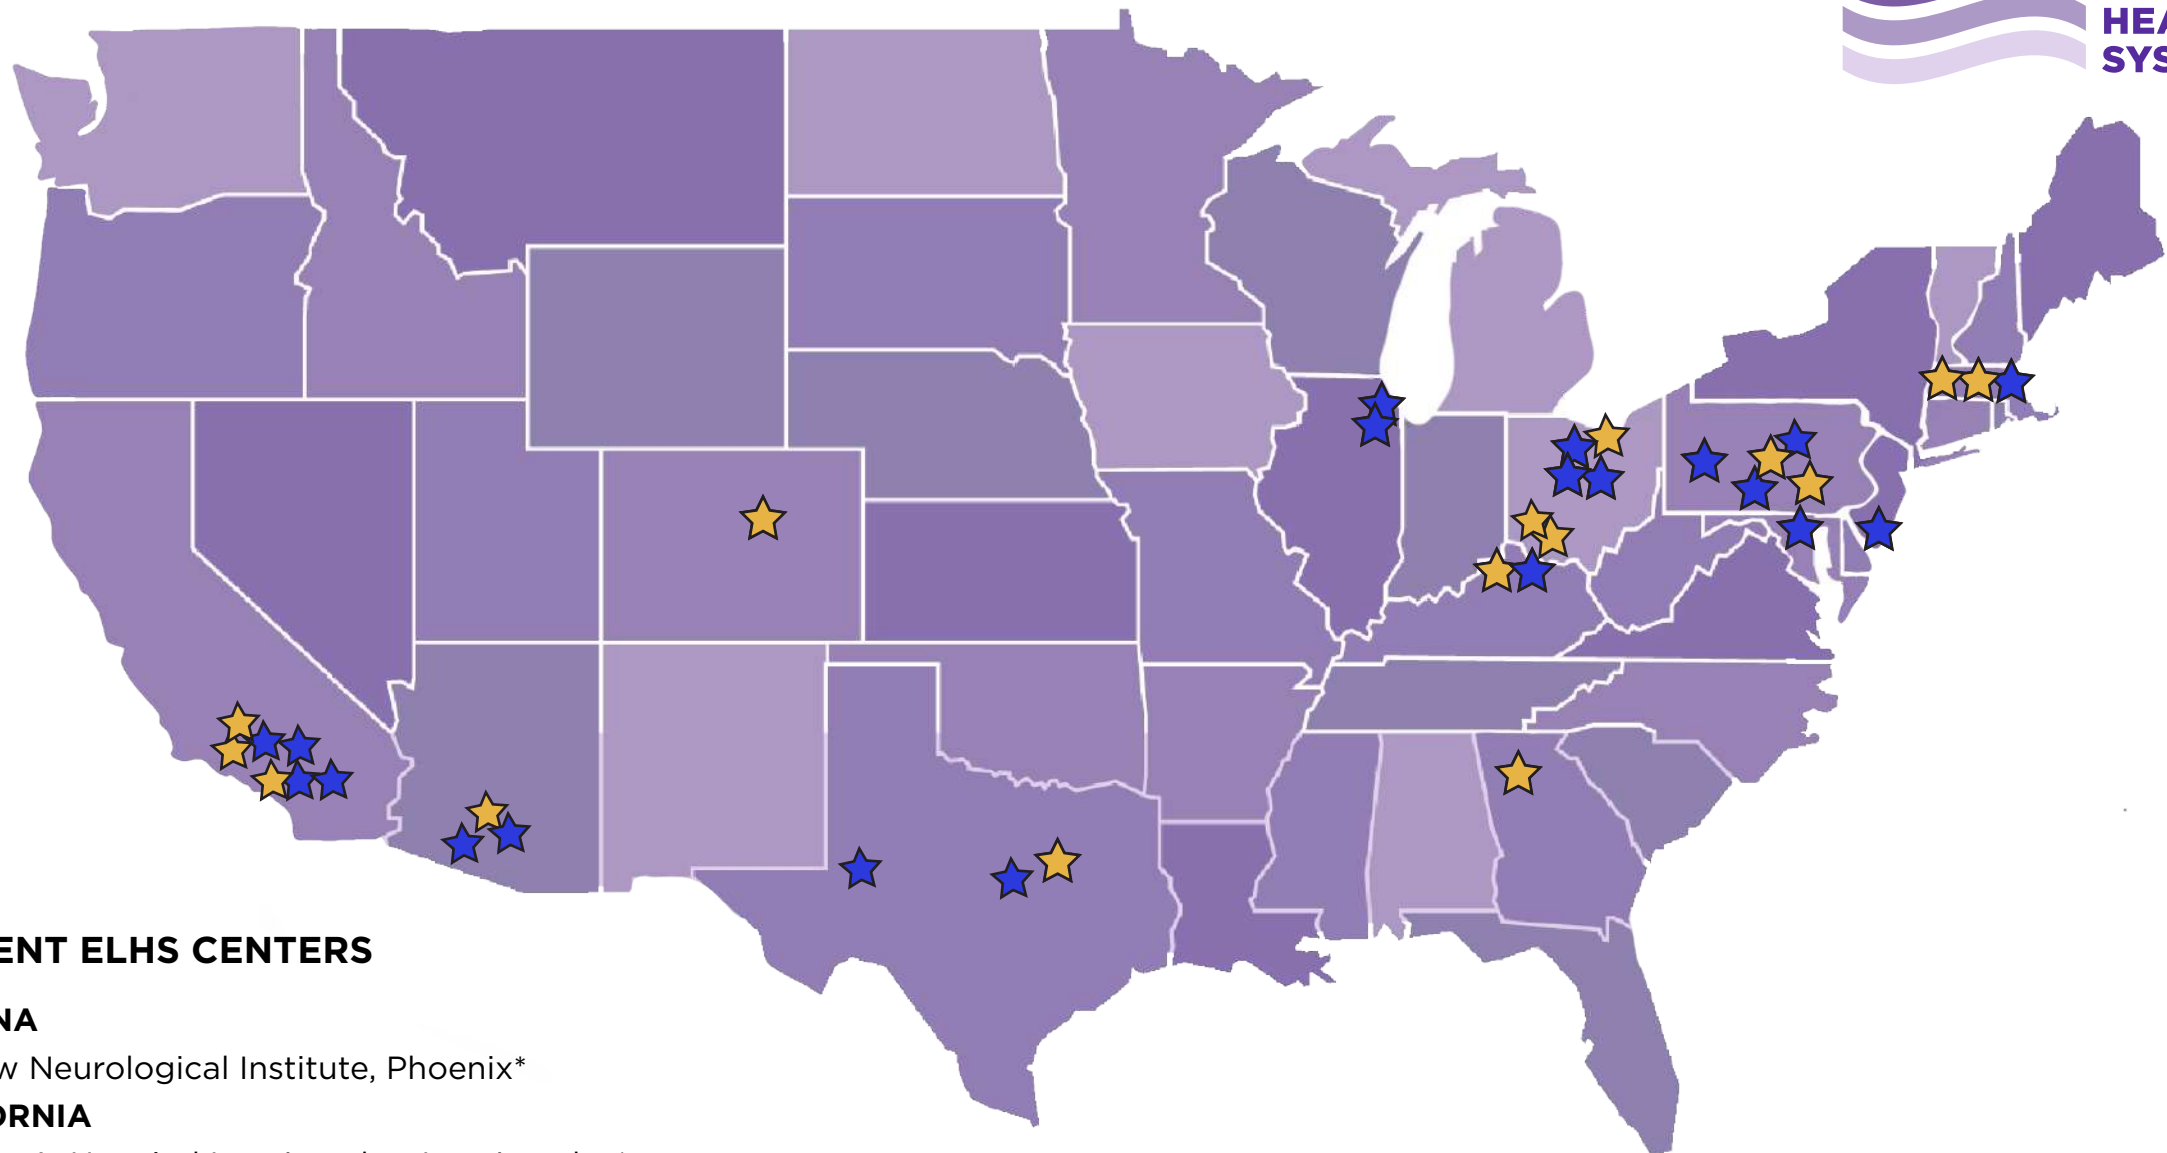 HEA
SYS
ENT ELHS CENTERS
NA
w Neurological Institute, Phoenix*
ORNIA